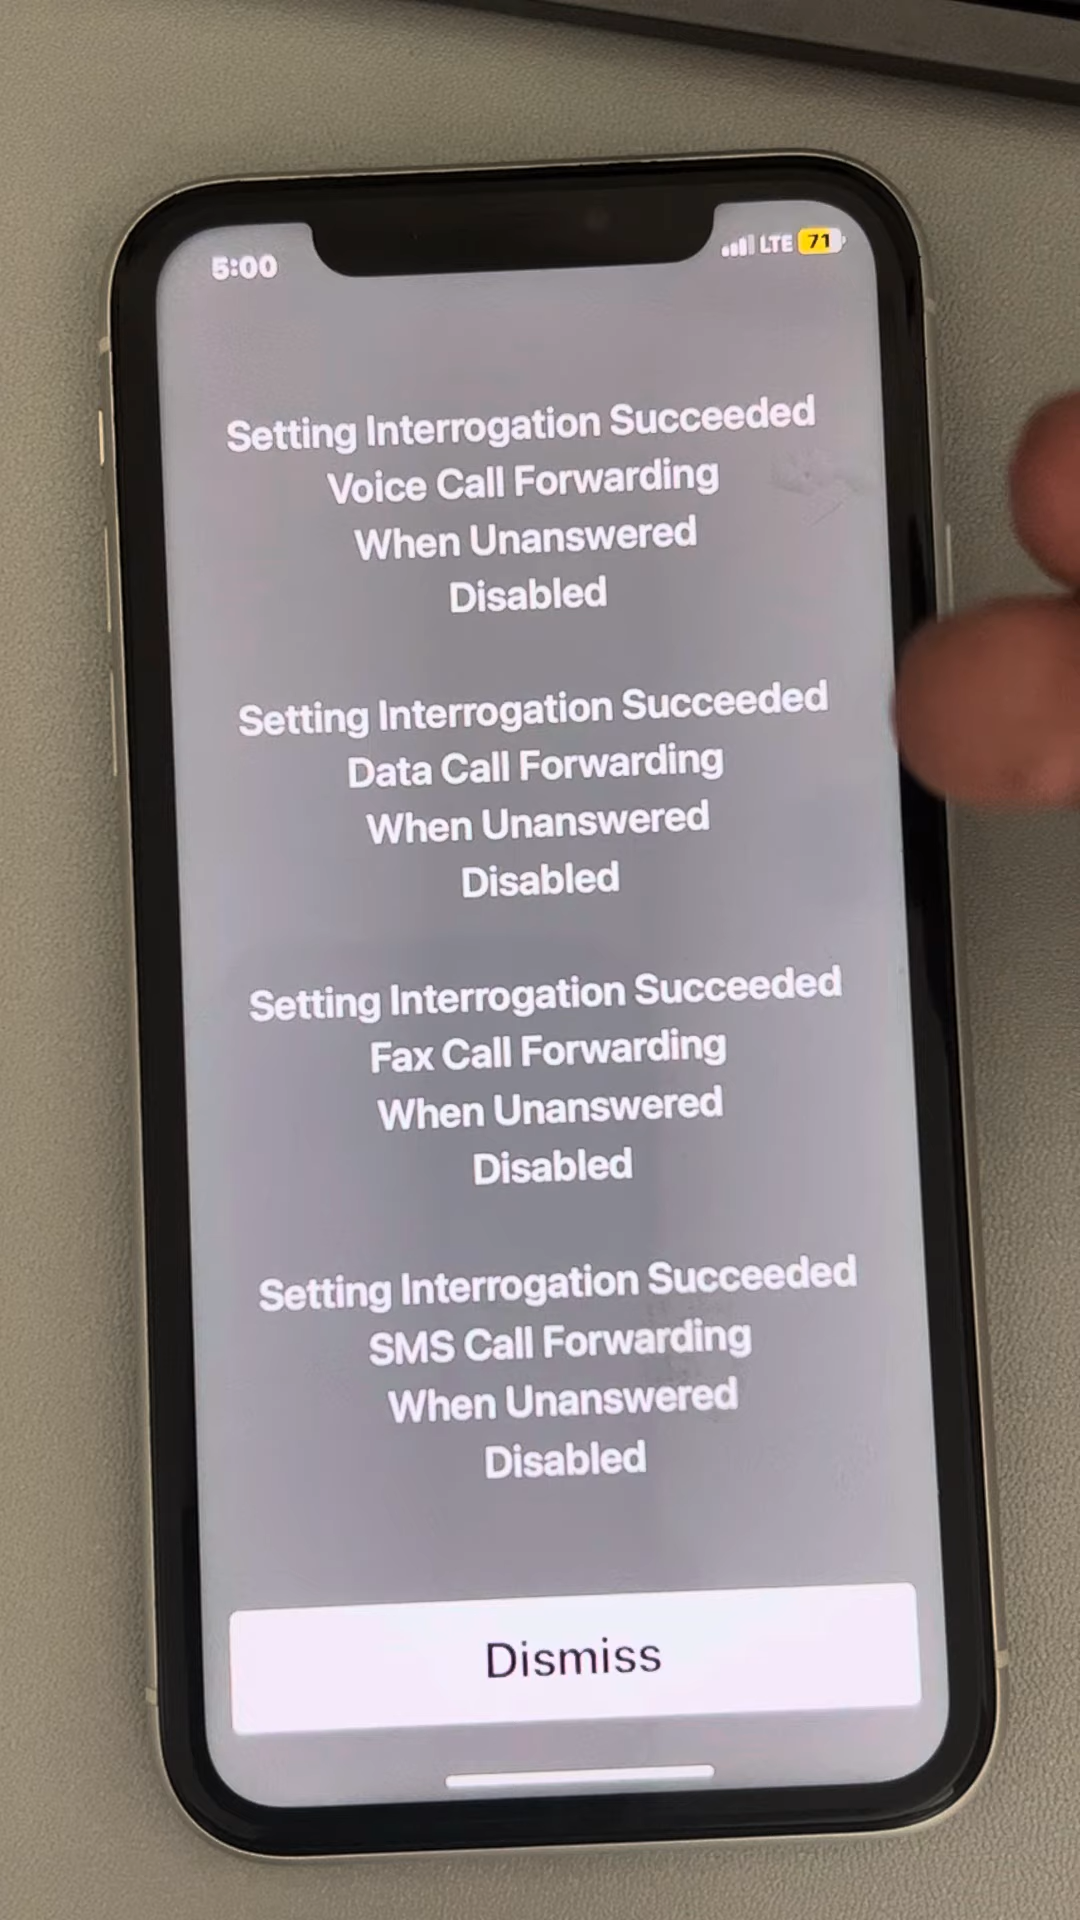 5:00
LTE 71
Setting Interrogation Succeeded
Voice Call Forwarding
When Unanswered
Disabled
Setting Interrogation Succeeded
Data Call Forwarding
When Unanswered
Disabled
Setting Interrogation Succeeded
Fax Call Forwarding
When Unanswered
Disabled
Setting Interrogation Succeeded
SMS Call Forwarding
When Unanswered
Disabled
Dismiss